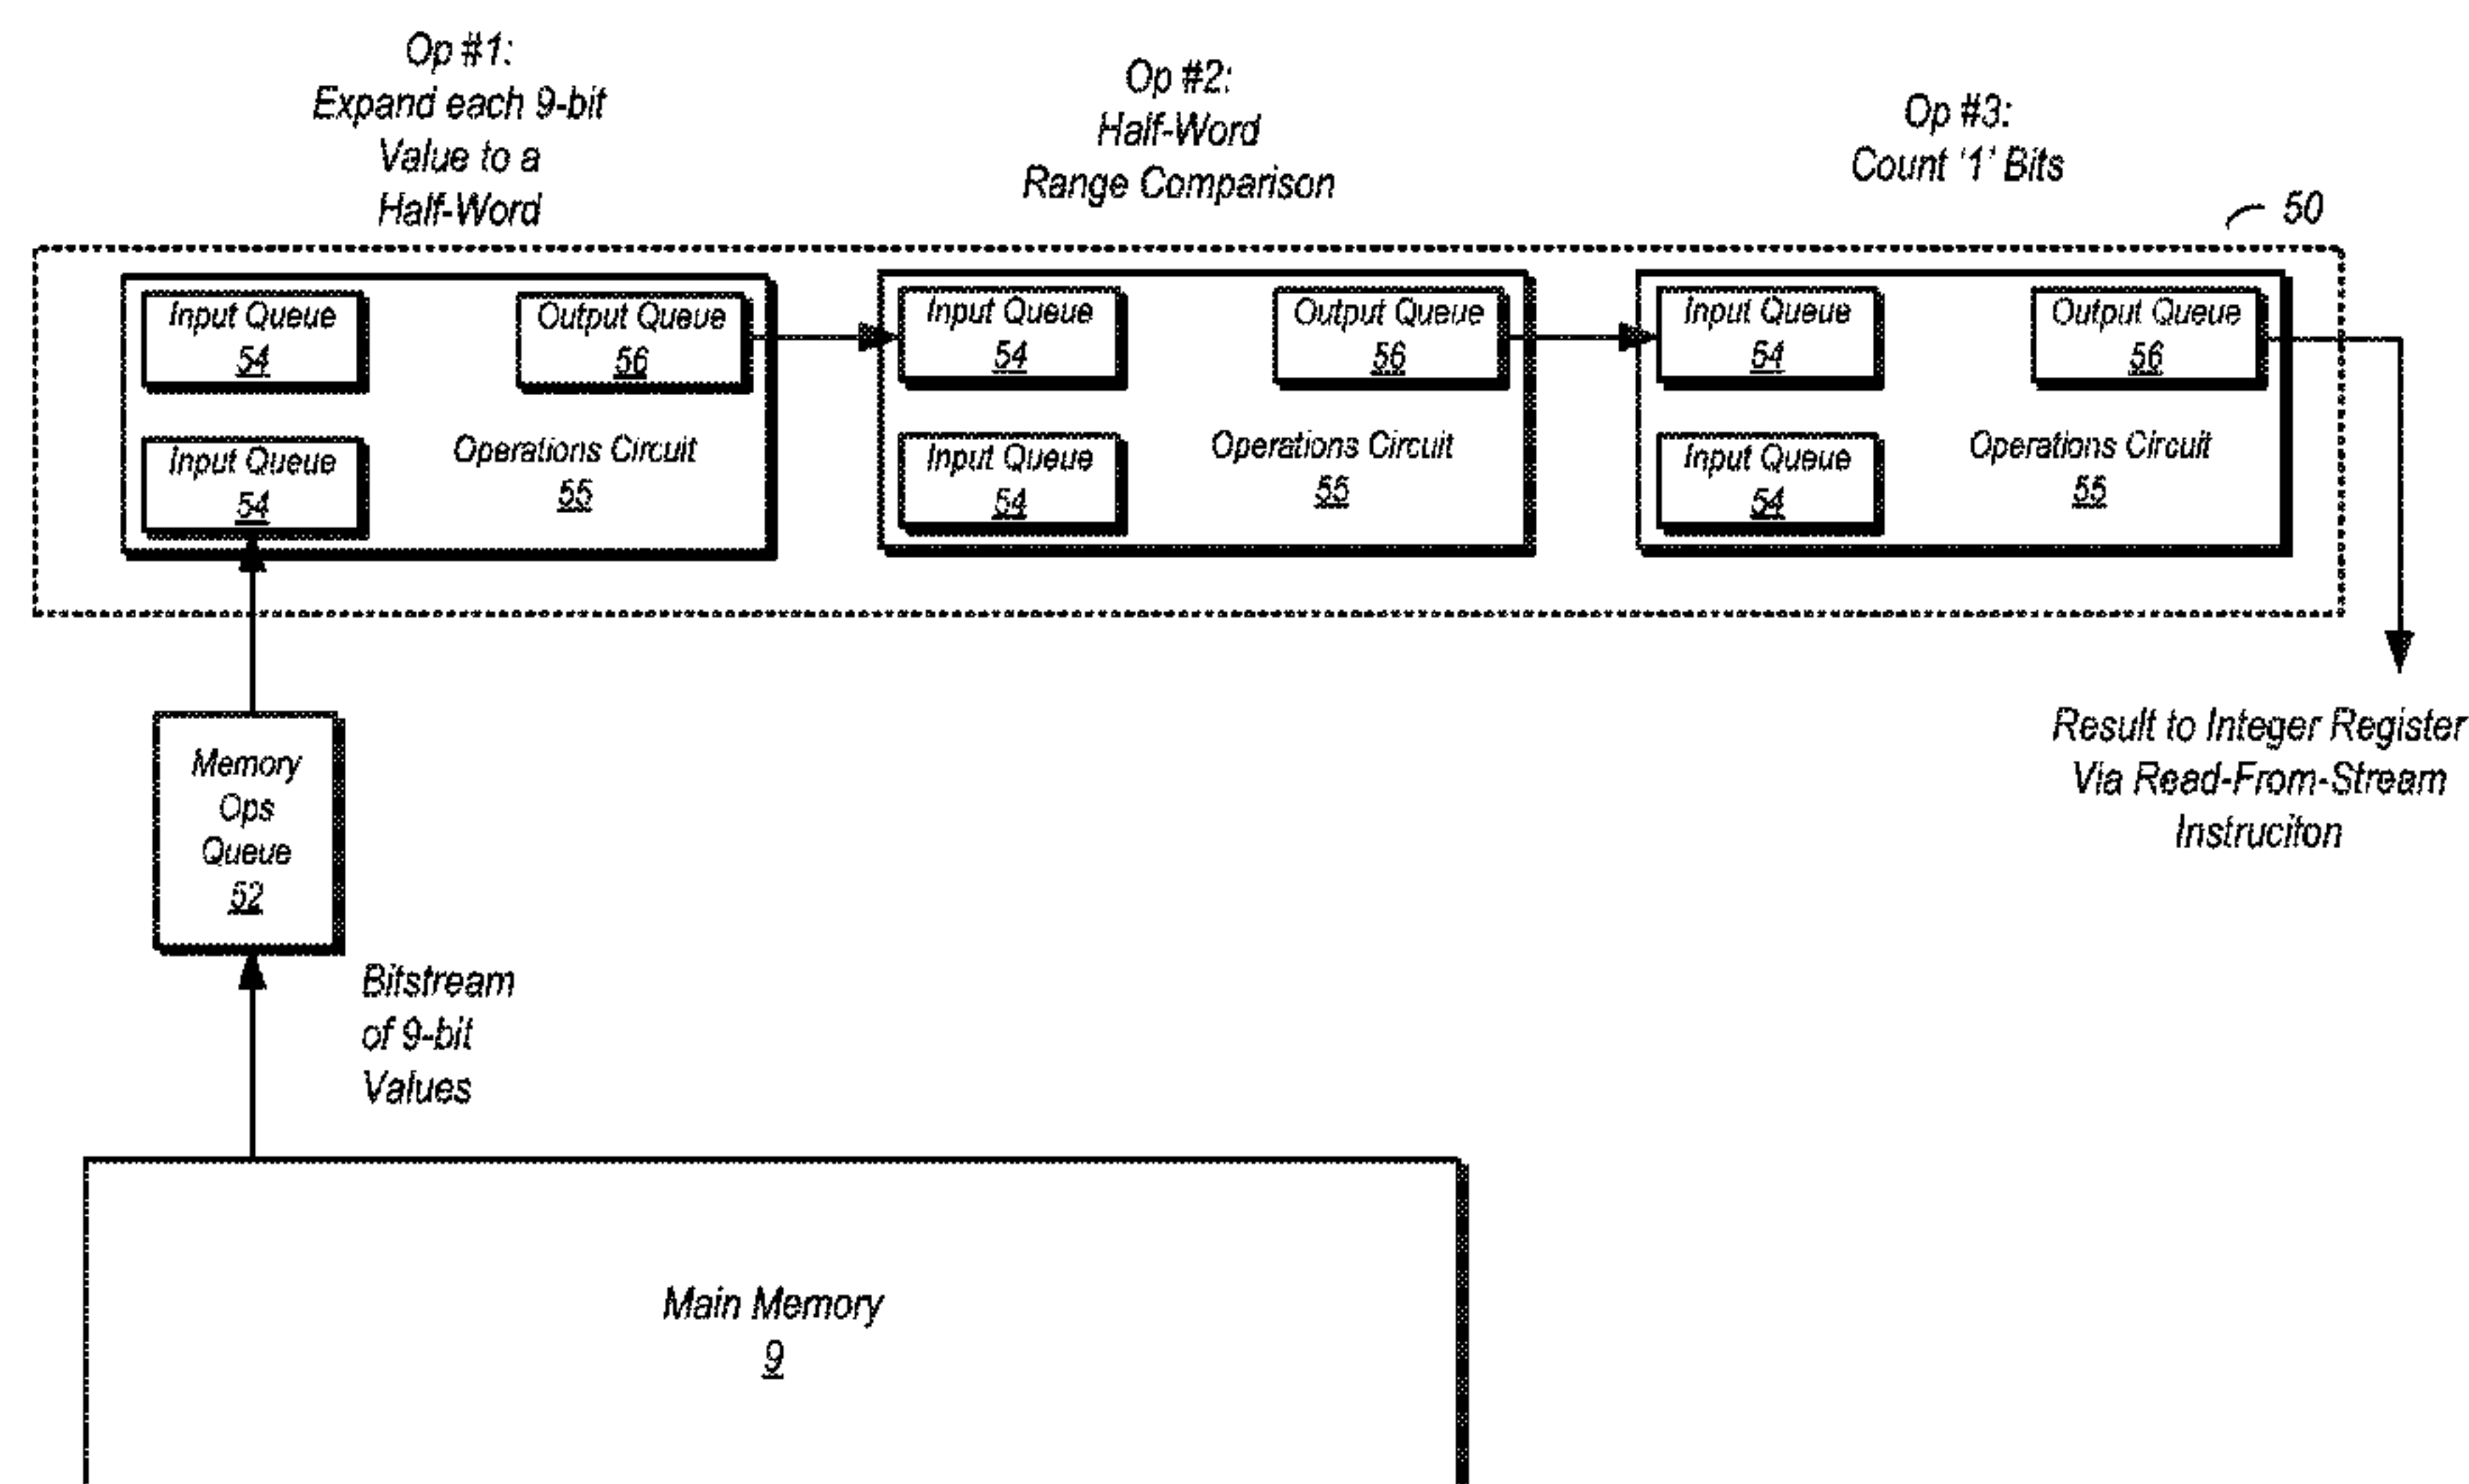 Op #1:
Expand each 9-bit
Value to a
Half-Word
Op #2:
Half-Word
Range Comparison
Op #3:
Count '1' Bits
50
Input Queue
54
Output Queue
56
Input Queue
54
Operations Circuit
55
Input Queue
54
Output Queue
56
Input Queue
54
Operations Circuit
55
Input Queue
54
Output Queue
56
Input Queue
54
Operations Circuit
55
Memory
Ops
Queue
52
Result to Integer Register
Via Read-From-Stream
Instruciton
Bitstream
of 9-bit
Values
Main Memory
9